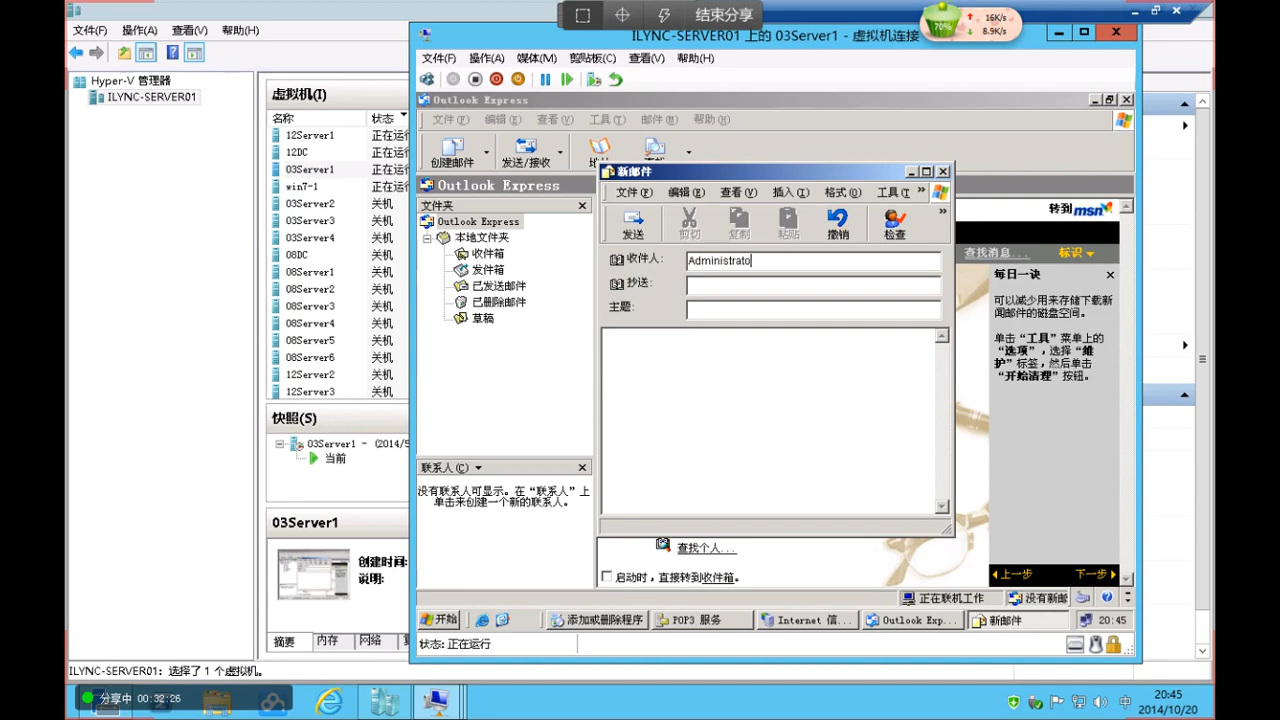 结束分享
70%
16K/s
8.9K/s
文件(F) 操作(A) 查看(V) 帮助(H)
Hyper-V 管理器
ILYNC-SERVER01
虚拟机(I)
名称 状态
12Server1 正在运行
12DC 正在运行
03Server1 正在运行
win7-1 正在运行
03Server2 关机
03Server3 关机
03Server4 关机
08DC 关机
08Server1 关机
08Server2 关机
08Server3 关机
08Server4 关机
08Server5 关机
08Server6 关机
12Server2 关机
12Server3 关机
快照(S)
03Server1 - (2014/5
当前
03Server1
创建时间:
说明:
摘要 内存 网络
ILYNC-SERVER01: 选择了 1 个虚拟机。
ILYNC-SERVER01 上的 03Server1 - 虚拟机连接
文件(F) 操作(A) 媒体(M) 剪贴板(C) 查看(V) 帮助(H)
Outlook Express
文件(F) 编辑(E) 查看(V) 工具(T) 邮件(M) 帮助(H)
创建邮件 发送/接收
Outlook Express
文件夹
Outlook Express
本地文件夹
收件箱
发件箱
已发送邮件
已删除邮件
草稿
联系人(C)
没有联系人可显示。在“联系人”上
单击来创建一个新的联系人。
新邮件
文件(F) 编辑(E) 查看(V) 插入(I) 格式(O) 工具(T
发送 剪切 复制 粘贴 撤销 检查
收件人: Administrato
抄送:
主题:
转到 msn
查找消息... 标识
每日一诀
可以减少用来存储下载新
闻邮件的磁盘空间。
单击“工具”菜单上的
“选项”,选择“维
护”标签,然后单击
“开始清理”按钮。
上一步 下一步
查找个人...
启动时,直接转到收件箱。
正在联机工作 没有新邮
开始 添加或删除程序 POP3 服务 Internet 信... Outlook Exp... 新邮件 20:45
状态: 正在运行
分享中 00:32:26
中
20:45
2014/10/20